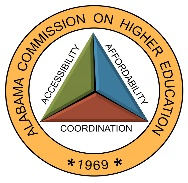 ALABAMA COMMISSION ON HIGHER EDUCATION
ACCESSIBILITY
AFFORDABILITY
COORDINATION
*1969*